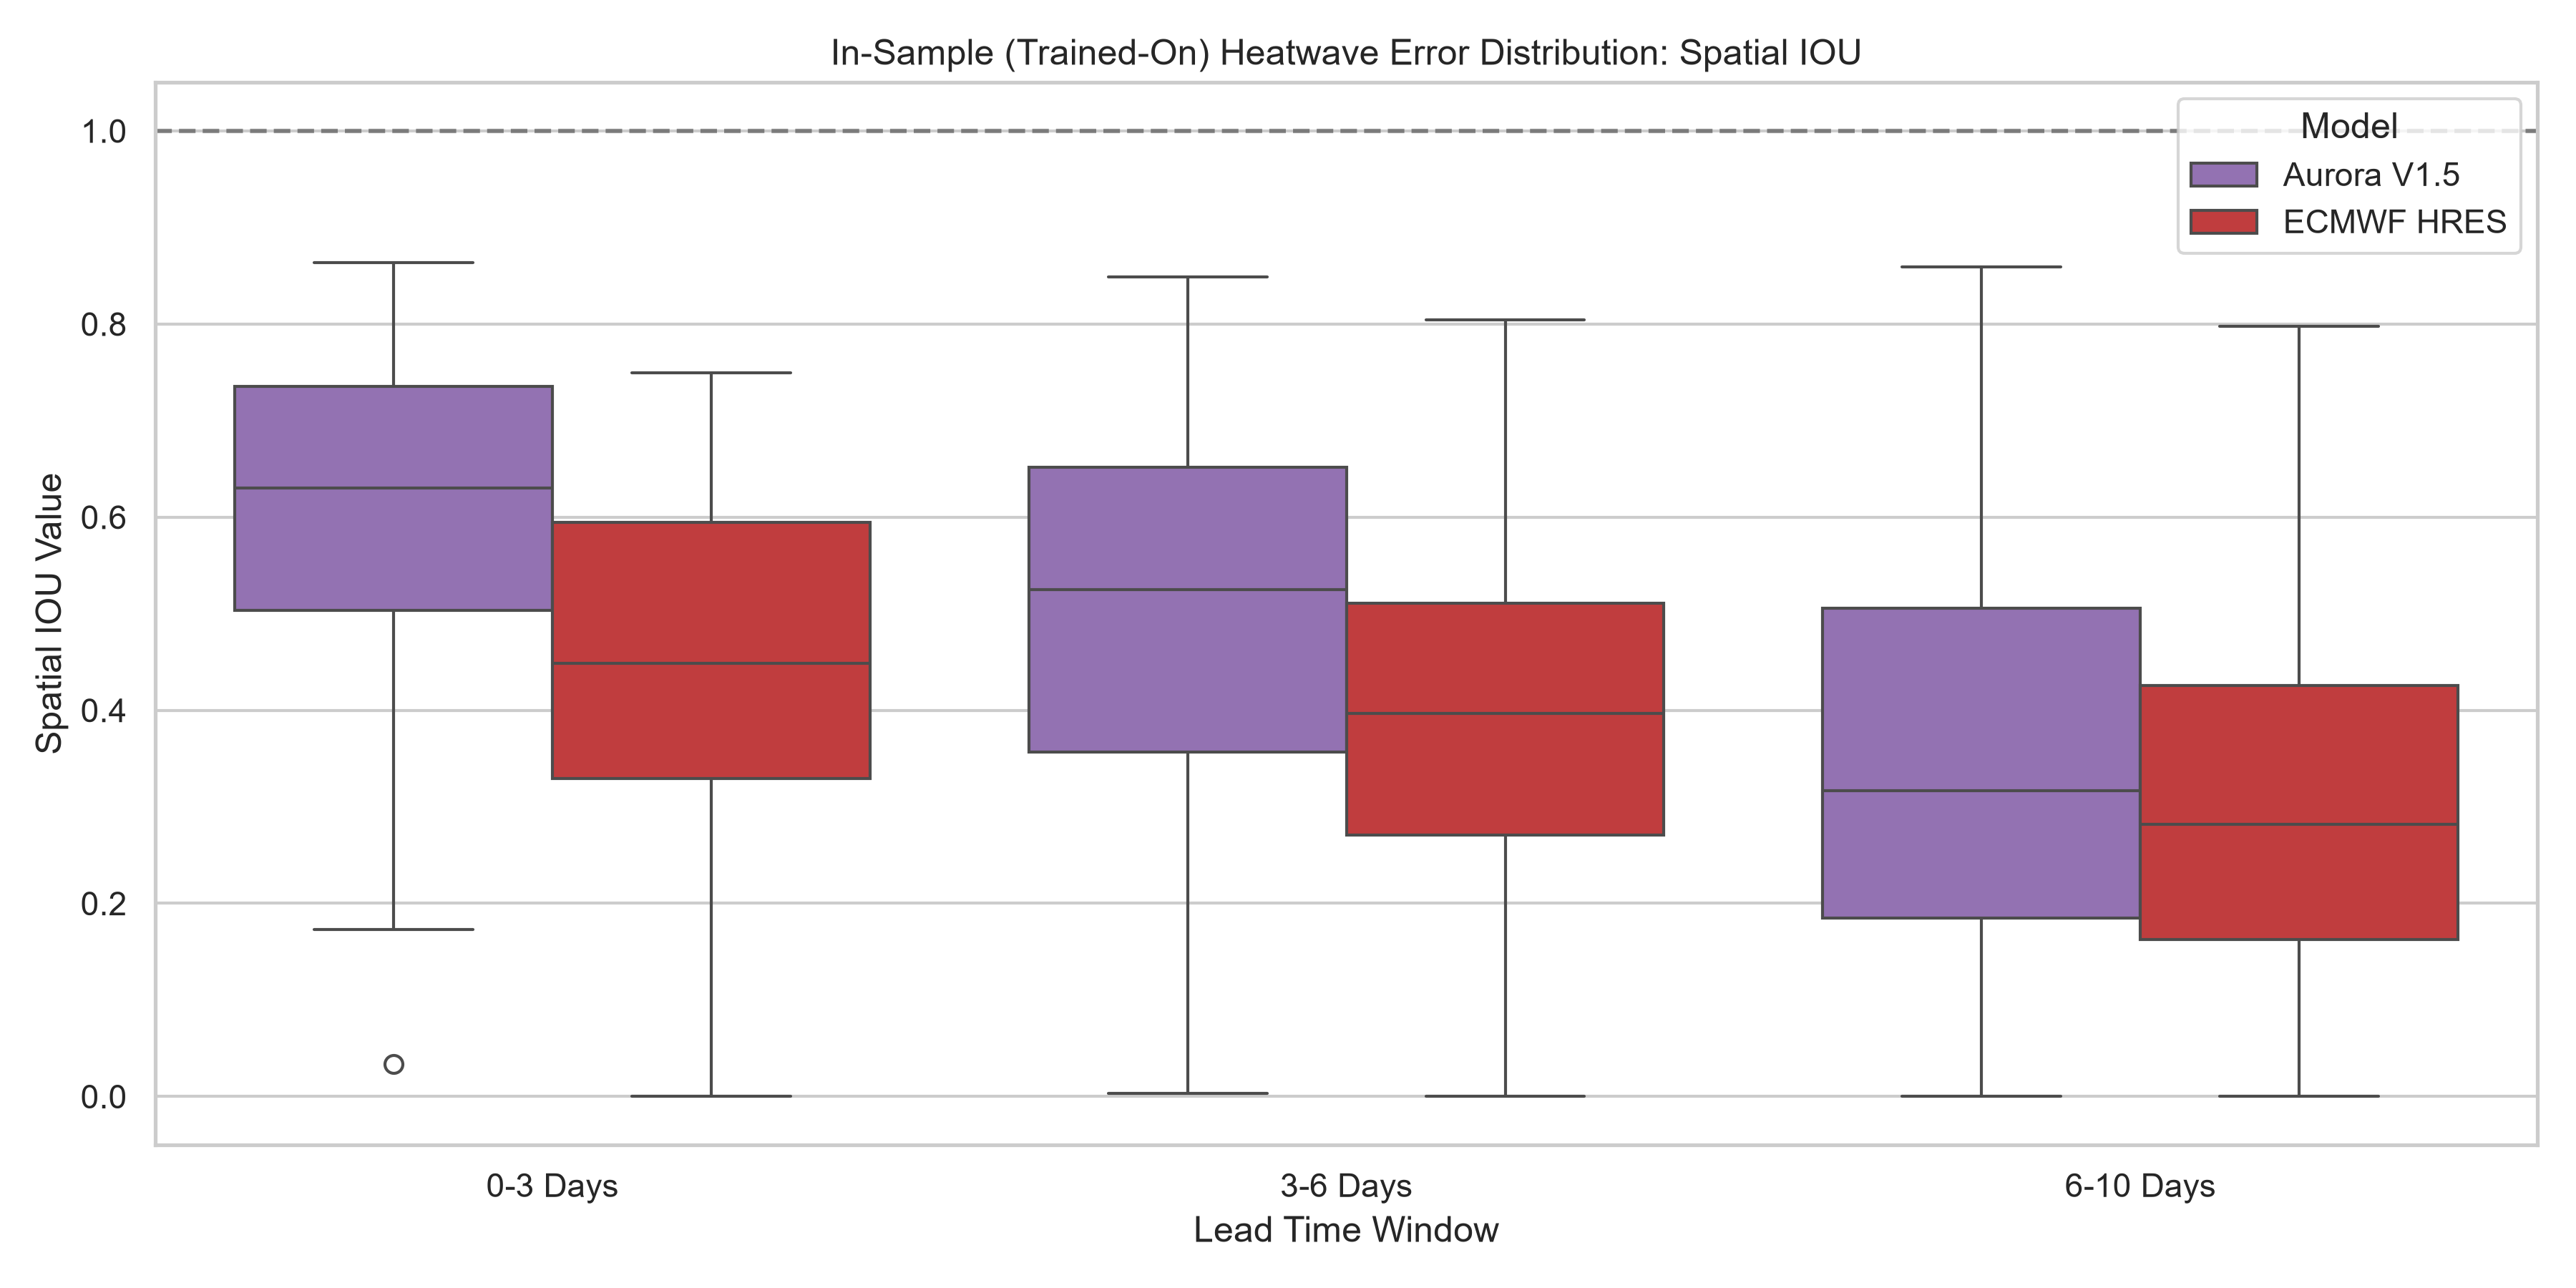 In-Sample (Trained-On) Heatwave Error Distribution: Spatial IOU
Model
Aurora V1.5
ECMWF HRES
Spatial IOU Value
1.0
0.8
0.6
0.4
0.2
0.0
0-3 Days
3-6 Days
6-10 Days
Lead Time Window